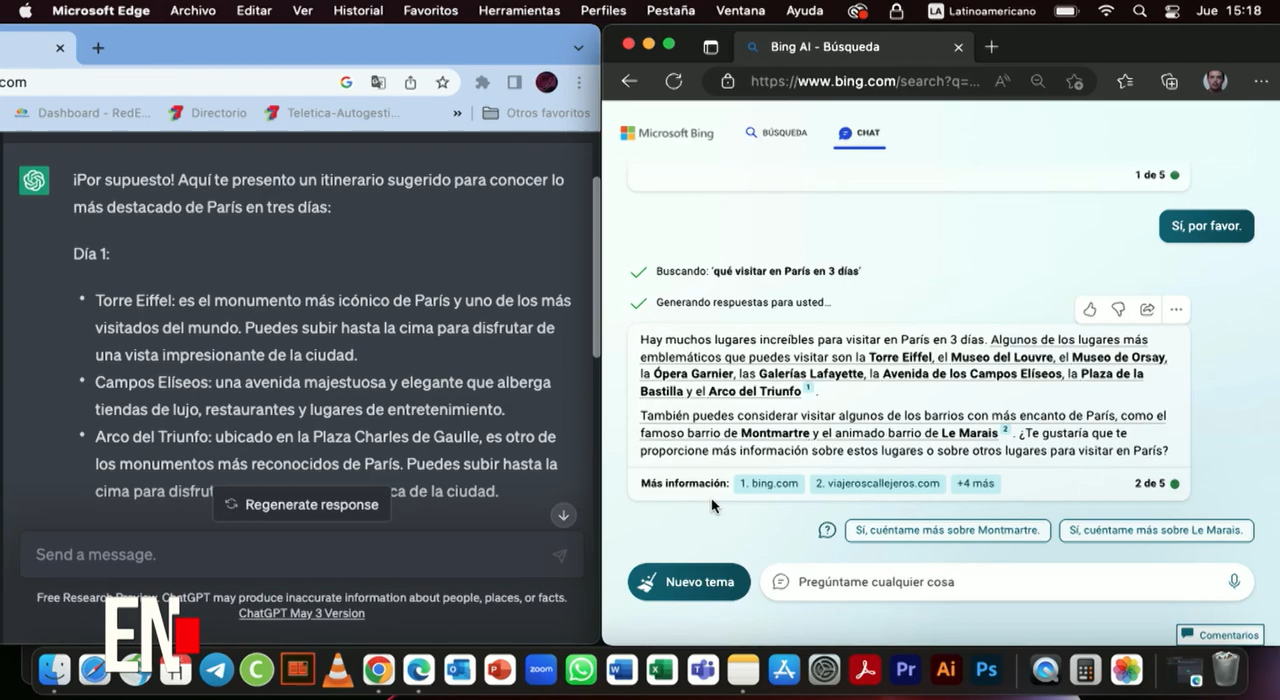 Microsoft Edge Archivo Editar Ver Historial Favoritos Herramientas Perfiles Pestaña Ventana Ayuda LA Latinoamericano Jue 15:18
com
Dashboard - RedE... Directorio Teletica-Autogesti... » Otros favoritos
¡Por supuesto! Aquí te presento un itinerario sugerido para conocer lo
más destacado de París en tres días:
Día 1:
• Torre Eiffel: es el monumento más icónico de París y uno de los más
visitados del mundo. Puedes subir hasta la cima para disfrutar de
una vista impresionante de la ciudad.
• Campos Elíseos: una avenida majestuosa y elegante que alberga
tiendas de lujo, restaurantes y lugares de entretenimiento.
• Arco del Triunfo: ubicado en la Plaza Charles de Gaulle, es otro de
los monumentos más reconocidos de París. Puedes subir hasta la
cima para disfrut ca de la ciudad.
Regenerate response
Send a message.
Free Research Preview. ChatGPT may produce inaccurate information about people, places, or facts.
ChatGPT May 3 Version
EN
Bing AI - Búsqueda
https://www.bing.com/search?q=...
Microsoft Bing BÚSQUEDA CHAT
1 de 5
Sí, por favor.
Buscando: 'qué visitar en París en 3 días'
Generando respuestas para usted...
Hay muchos lugares increíbles para visitar en París en 3 días. Algunos de los lugares más
emblemáticos que puedes visitar son la Torre Eiffel, el Museo del Louvre, el Museo de Orsay,
la Ópera Garnier, las Galerías Lafayette, la Avenida de los Campos Elíseos, la Plaza de la
Bastilla y el Arco del Triunfo 1 .
También puedes considerar visitar algunos de los barrios con más encanto de París, como el
famoso barrio de Montmartre y el animado barrio de Le Marais 2 . ¿Te gustaría que te
proporcione más información sobre estos lugares o sobre otros lugares para visitar en París?
Más información: 1. bing.com 2. viajeroscallejeros.com +4 más 2 de 5
Sí, cuéntame más sobre Montmartre. Sí, cuéntame más sobre Le Marais.
Nuevo tema Pregúntame cualquier cosa
Comentarios
zoom Pr Ai Ps